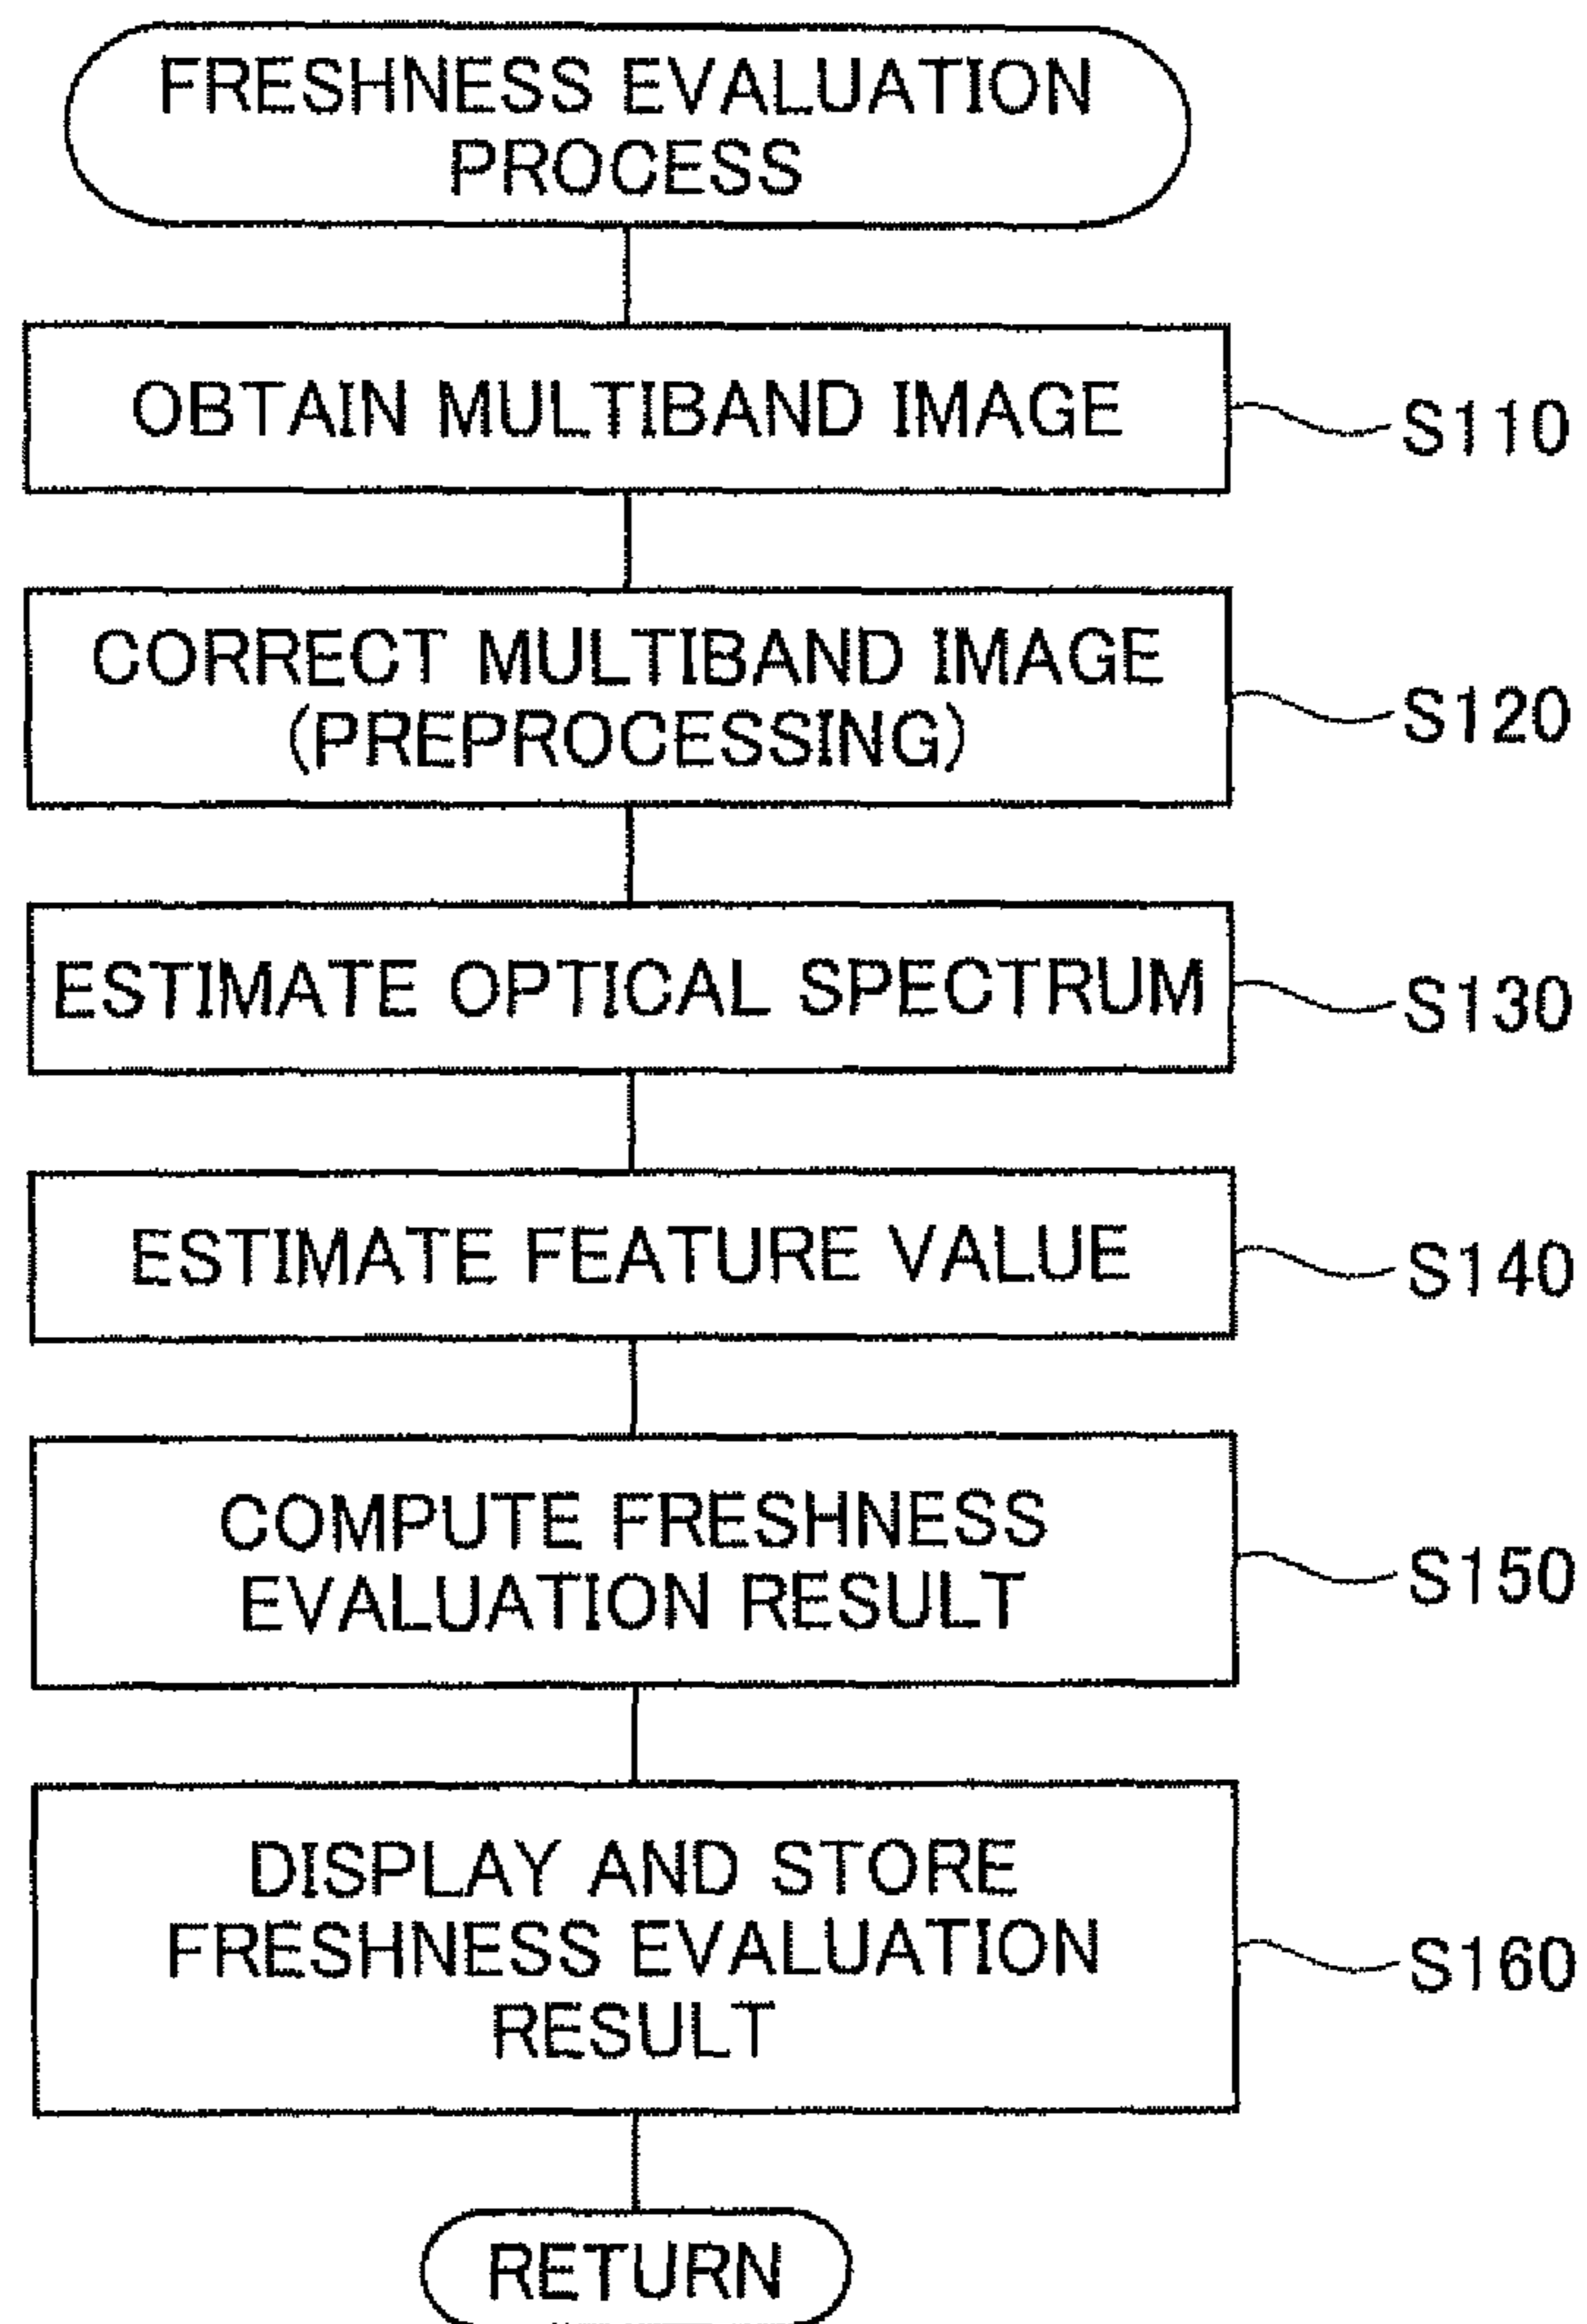 FRESHNESS EVALUATION
PROCESS
OBTAIN MULTIBAND IMAGE
S110
CORRECT MULTIBAND IMAGE
(PREPROCESSING)
S120
ESTIMATE OPTICAL SPECTRUM
S130
ESTIMATE FEATURE VALUE
S140
COMPUTE FRESHNESS
EVALUATION RESULT
S150
DISPLAY AND STORE
FRESHNESS EVALUATION
RESULT
S160
RETURN